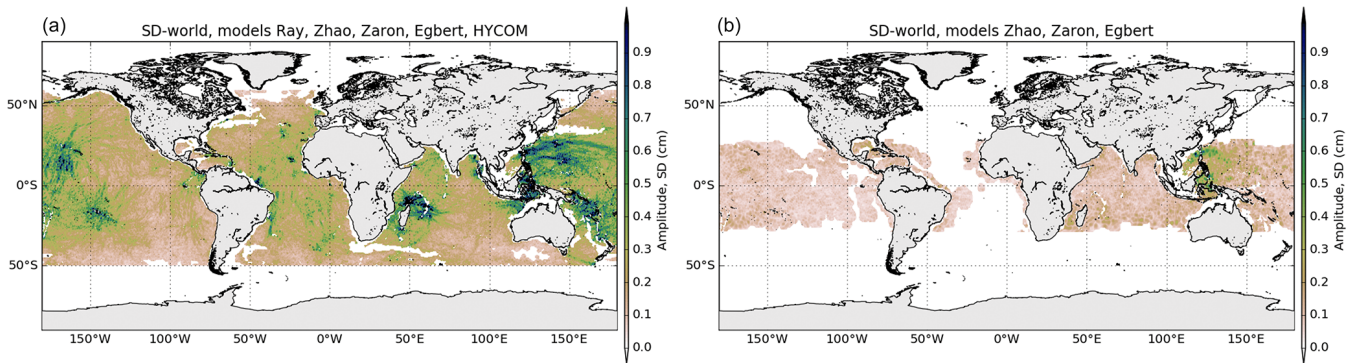 (a)
SD-world, models Ray, Zhao, Zaron, Egbert, HYCOM
50°N
0°S
50°S
150°W 100°W 50°W 0°E 50°E 100°E 150°E
0.9
0.8
0.7
0.6
0.5
0.4
0.3
0.2
0.1
0.0
Amplitude, SD (cm)
(b)
SD-world, models Zhao, Zaron, Egbert
50°N
0°S
50°S
150°W 100°W 50°W 0°E 50°E 100°E 150°E
0.9
0.8
0.7
0.6
0.5
0.4
0.3
0.2
0.1
0.0
Amplitude, SD (cm)